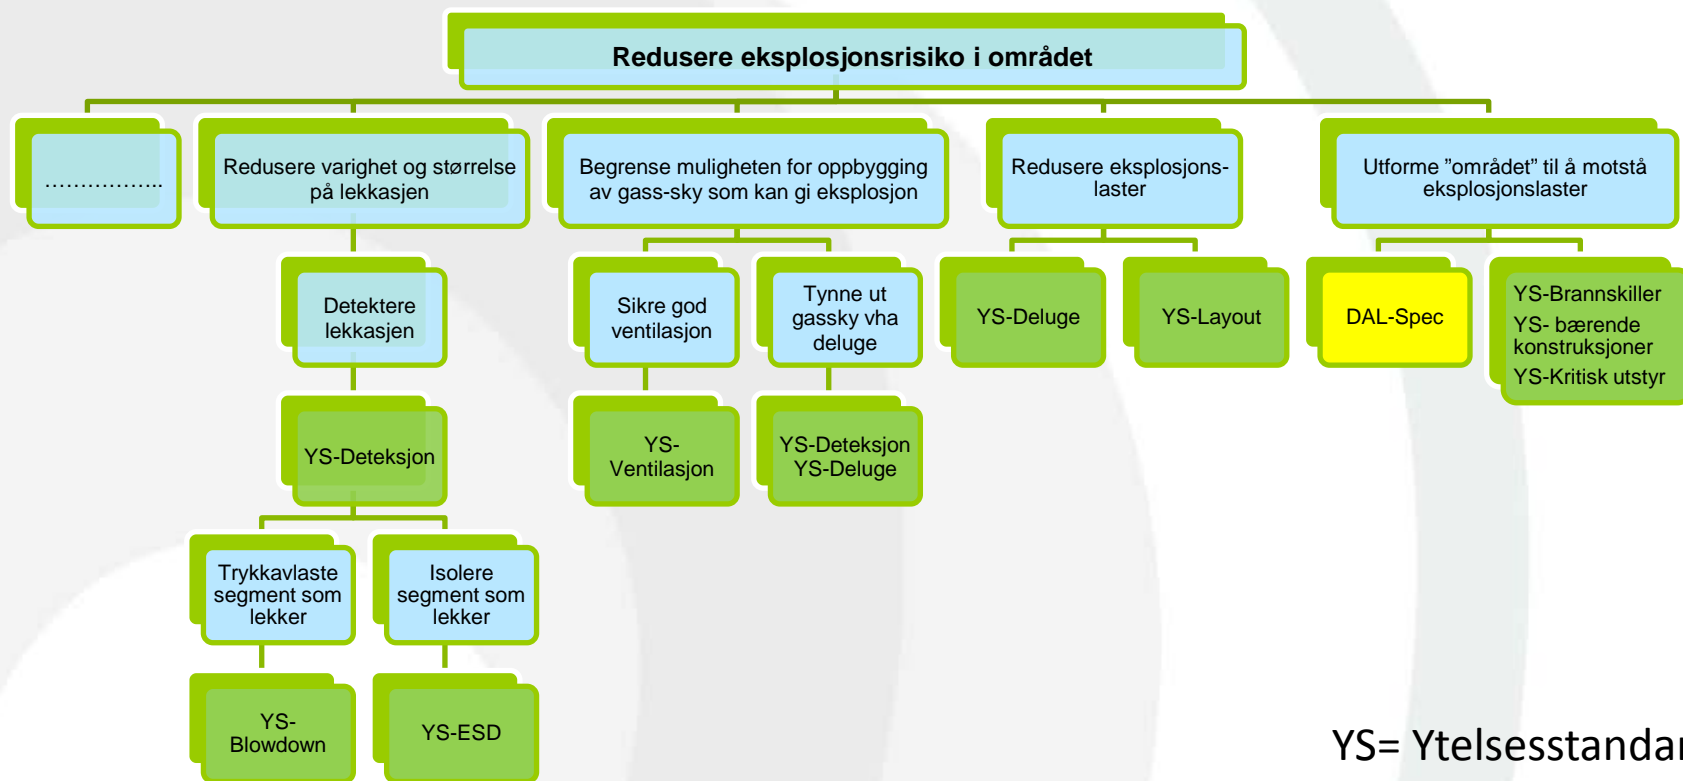 Redusere eksplosjonsrisiko i området
………………..
Redusere varighet og størrelse
på lekkasjen
Begrense muligheten for oppbygging
av gass-sky som kan gi eksplosjon
Redusere eksplosjons-
laster
Utforme ”området” til å motstå
eksplosjonslaster
Detektere
lekkasjen
Sikre god
ventilasjon
Tynne ut
gassky vha
deluge
YS-Deluge
YS-Layout
DAL-Spec
YS-Brannskiller
YS- bærende
konstruksjoner
YS-Kritisk utstyr
YS-Deteksjon
YS-
Ventilasjon
YS-Deteksjon
YS-Deluge
Trykkavlaste
segment som
lekker
Isolere
segment som
lekker
YS-
Blowdown
YS-ESD
YS= Ytelsesstandar